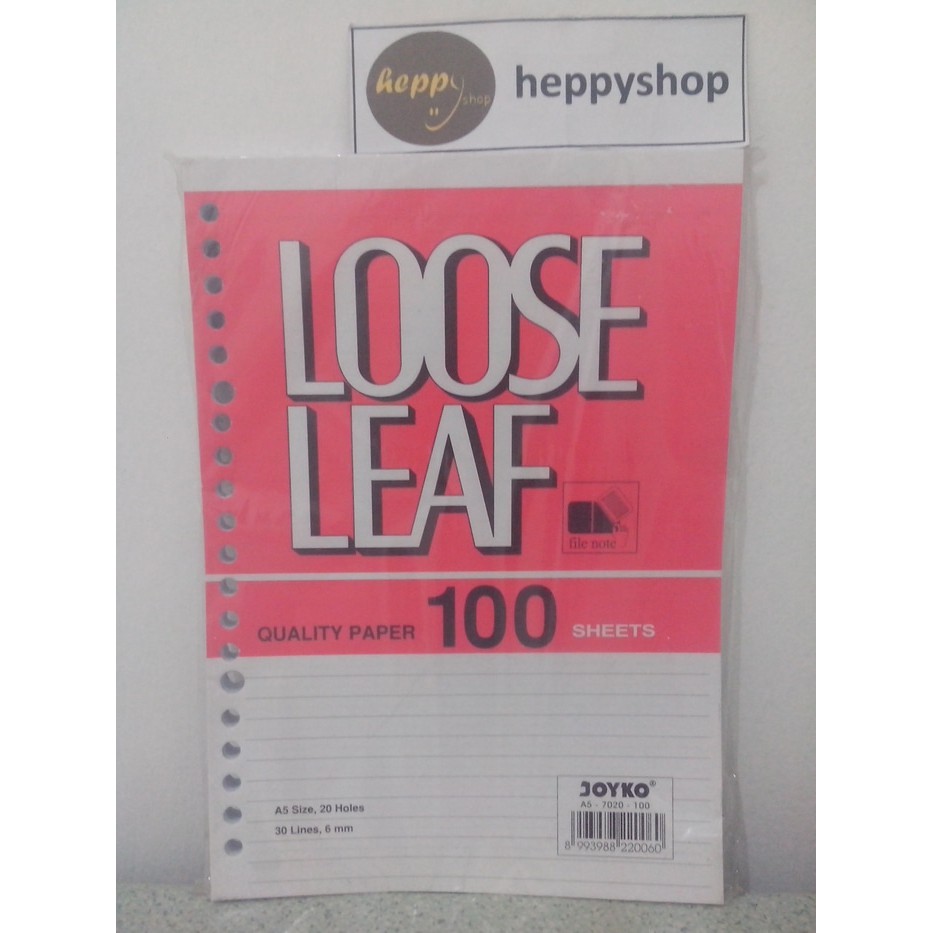 heppy
shop
heppyshop
LOOSE
LEAF
file note
QUALITY PAPER 100 SHEETS
A5 Size, 20 Holes
30 Lines, 6 mm
JOYKO®
A5 - 7020 - 100
8 993988 220060